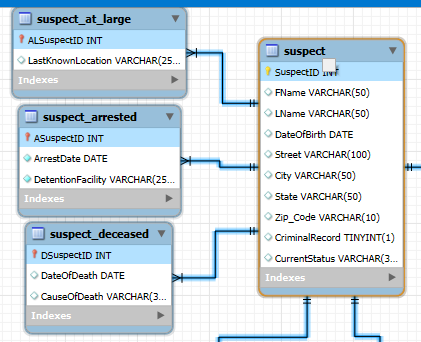 suspect_at_large
ALSuspectID INT
LastKnownLocation VARCHAR(25...
Indexes
suspect_arrested
ASuspectID INT
ArrestDate DATE
DetentionFacility VARCHAR(25...
Indexes
suspect_deceased
DSuspectID INT
DateOfDeath DATE
CauseOfDeath VARCHAR(3...
Indexes
suspect
SuspectID INT
FName VARCHAR(50)
LName VARCHAR(50)
DateOfBirth DATE
Street VARCHAR(100)
City VARCHAR(50)
State VARCHAR(50)
Zip_Code VARCHAR(10)
CriminalRecord TINYINT(1)
CurrentStatus VARCHAR(3...
Indexes